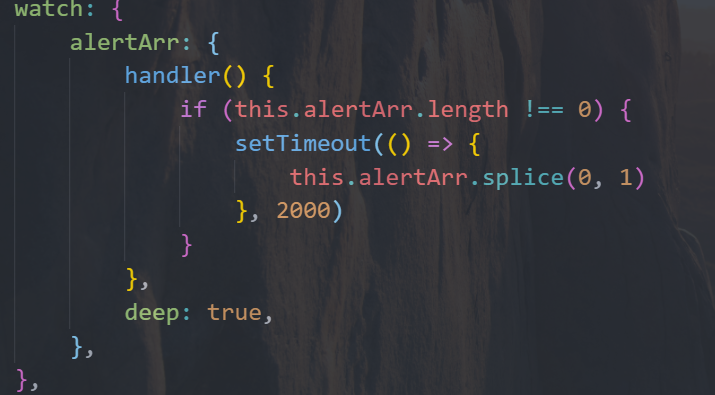 watch: {
    alertArr: {
        handler() {
            if (this.alertArr.length !== 0) {
                setTimeout(() => {
                    this.alertArr.splice(0, 1)
                }, 2000)
            }
        },
        deep: true,
    },
},